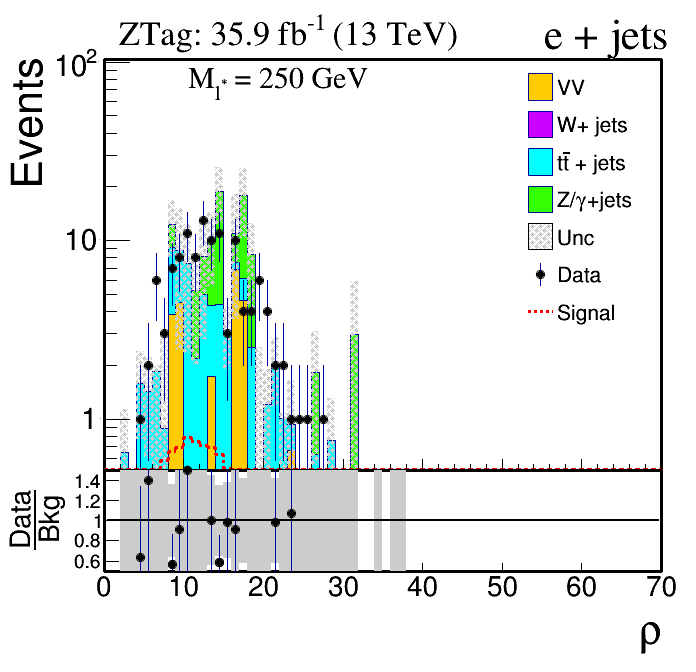 ZTag: 35.9 fb⁻¹ (13 TeV) e + jets
M_l* = 250 GeV
Events
10²
10
1
VV
W+ jets
tt̄ + jets
Z/γ+jets
Unc
Data
Signal
Data
Bkg
1.4
1.2
1
0.8
0.6
0 10 20 30 40 50 60 70
ρ